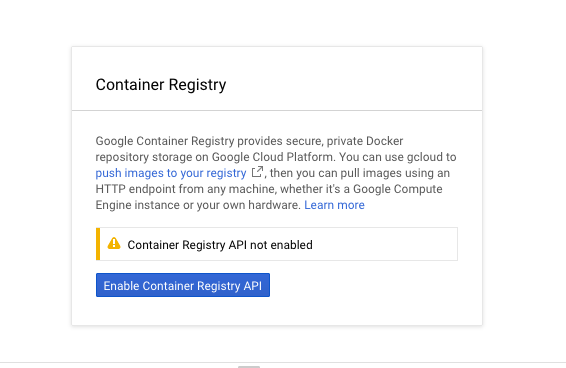 Container Registry
Google Container Registry provides secure, private Docker
repository storage on Google Cloud Platform. You can use gcloud to
push images to your registry , then you can pull images using an
HTTP endpoint from any machine, whether it's a Google Compute
Engine instance or your own hardware. Learn more
Container Registry API not enabled
Enable Container Registry API